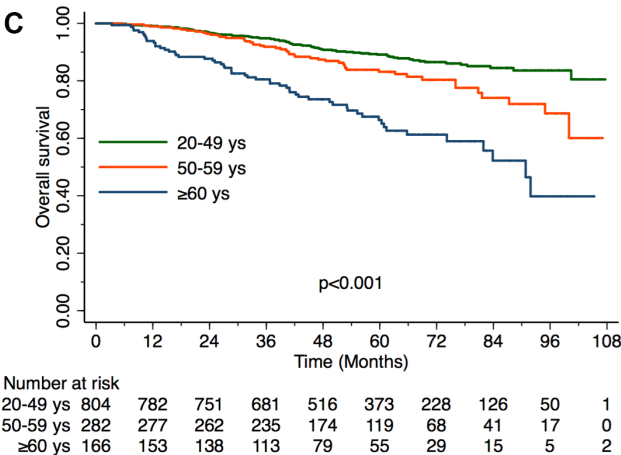 C
Overall survival
1.00
0.80
0.60
0.40
0.20
0.00
20-49 ys
50-59 ys
≥60 ys
p<0.001
0 12 24 36 48 60 72 84 96 108
Time (Months)
Number at risk
20-49 ys 804 782 751 681 516 373 228 126 50 1
50-59 ys 282 277 262 235 174 119 68 41 17 0
≥60 ys 166 153 138 113 79 55 29 15 5 2